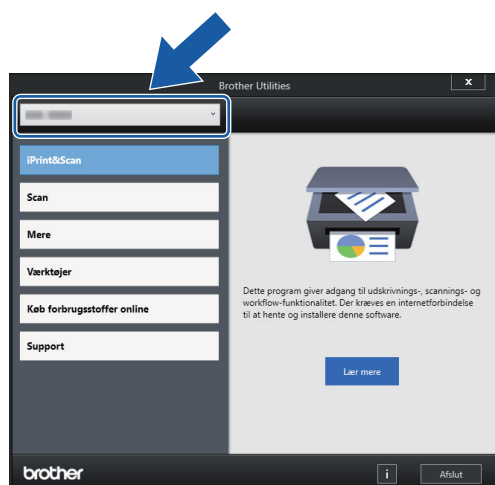 Brother Utilities
x
iPrint&Scan
Scan
Mere
Værktøjer
Køb forbrugsstoffer online
Support
Dette program giver adgang til udskrivnings-, scannings- og
workflow-funktionalitet. Der kræves en internetforbindelse
til at hente og installere denne software.
Lær mere
brother
i
Afslut